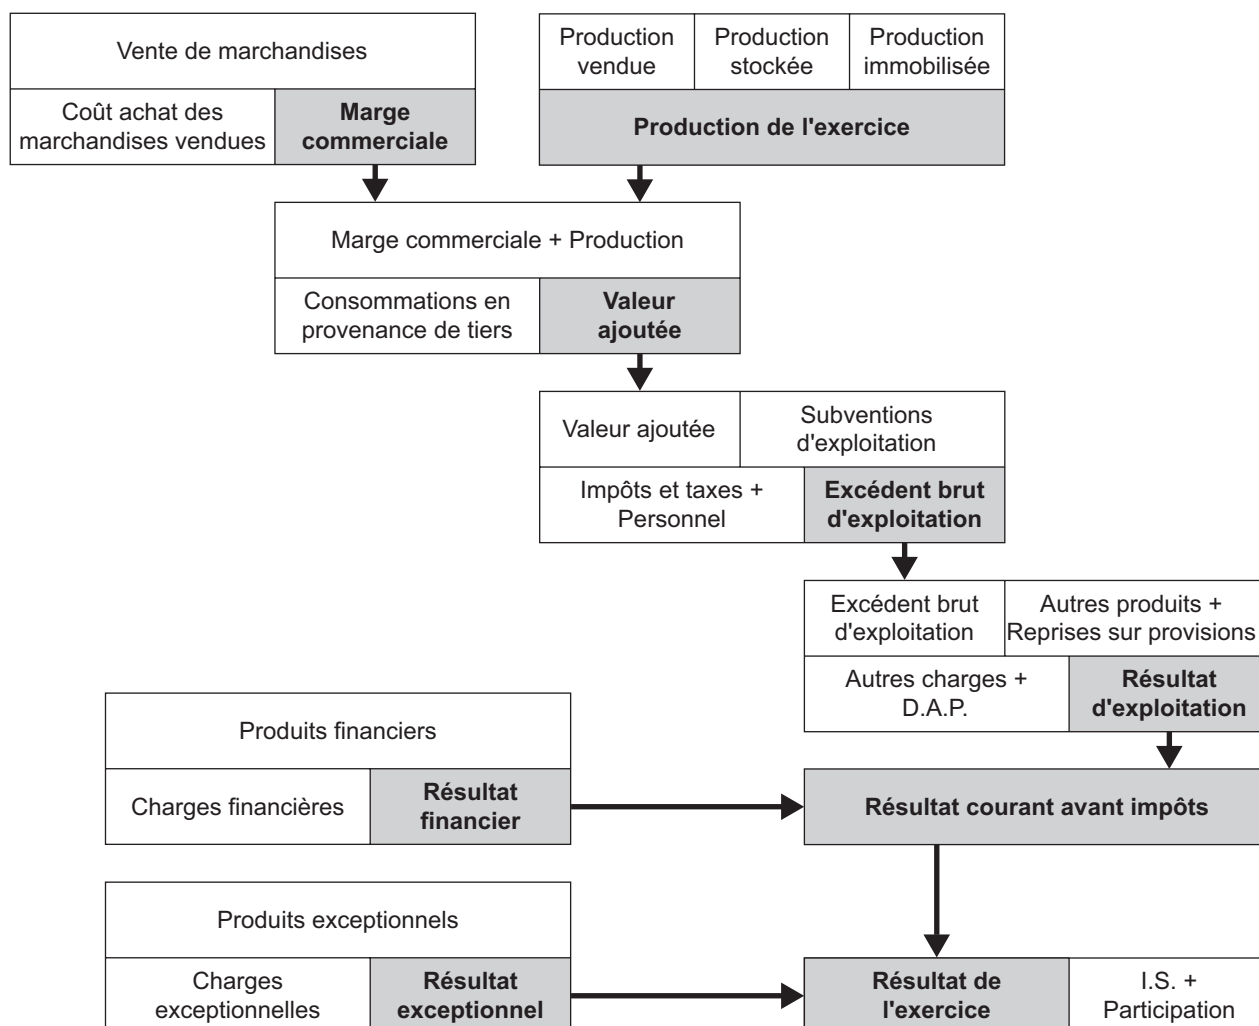 Vente de marchandises
Coût achat des
marchandises vendues
Marge
commerciale
Production
vendue
Production
stockée
Production
immobilisée
Production de l'exercice
Marge commerciale + Production
Consommations en
provenance de tiers
Valeur
ajoutée
Valeur ajoutée
Subventions
d'exploitation
Impôts et taxes +
Personnel
Excédent brut
d'exploitation
Excédent brut
d'exploitation
Autres produits +
Reprises sur provisions
Autres charges +
D.A.P.
Résultat
d'exploitation
Produits financiers
Charges financières
Résultat
financier
Résultat courant avant impôts
Produits exceptionnels
Charges
exceptionnelles
Résultat
exceptionnel
Résultat de
l'exercice
I.S. +
Participation